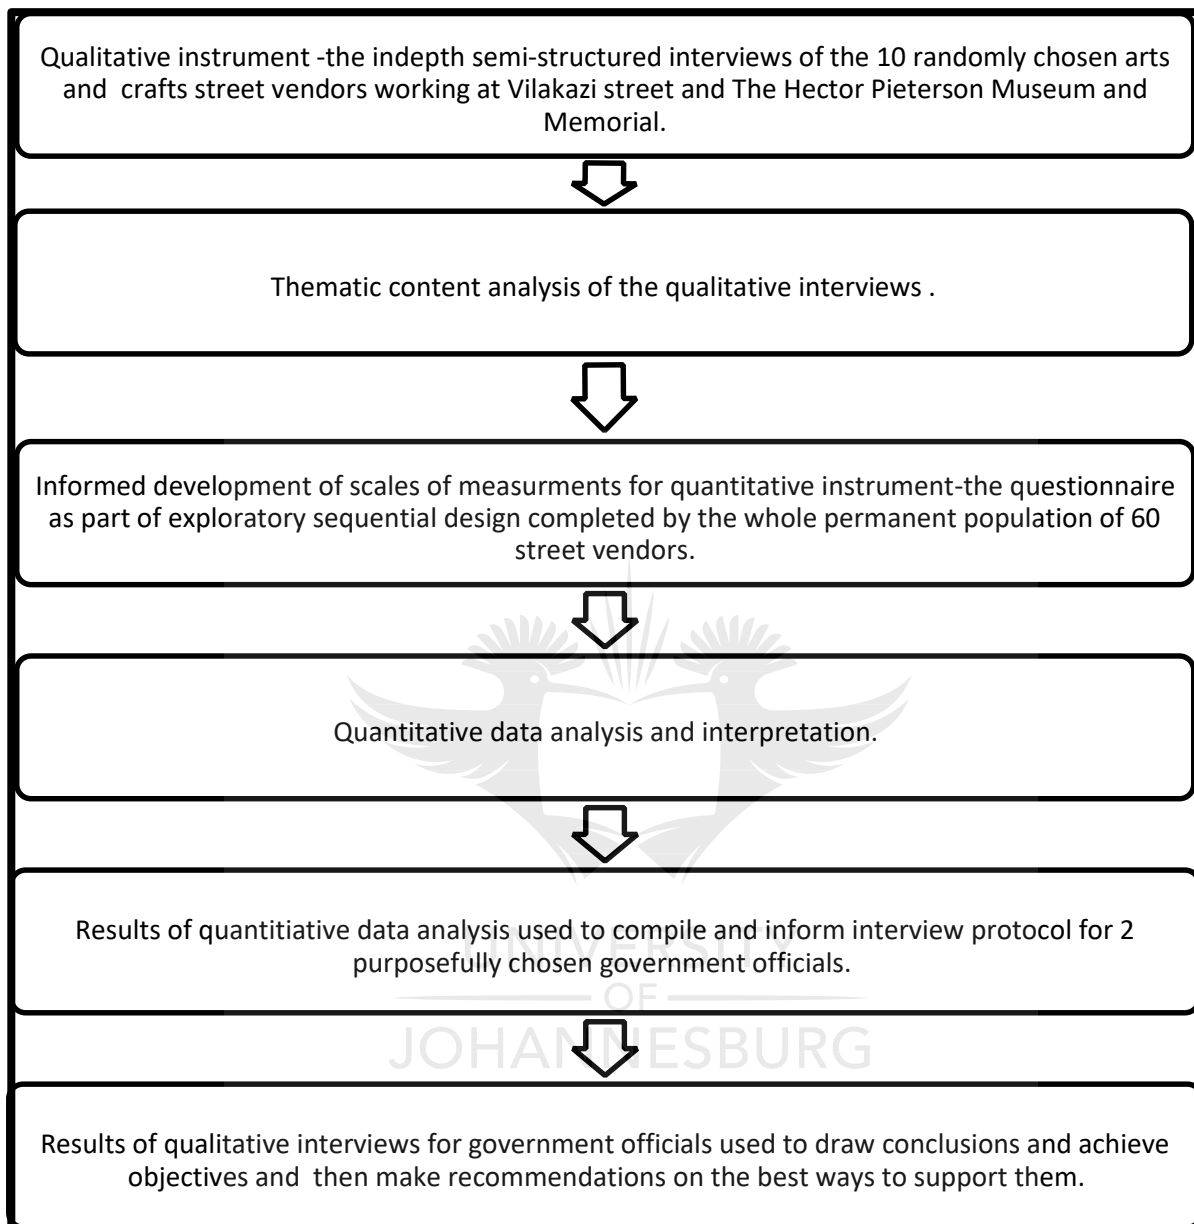 Qualitative instrument -the indepth semi-structured interviews of the 10 randomly chosen arts
and crafts street vendors working at Vilakazi street and The Hector Pieterson Museum and
Memorial.
Thematic content analysis of the qualitative interviews .
Informed development of scales of measurments for quantitative instrument-the questionnaire
as part of exploratory sequential design completed by the whole permanent population of 60
street vendors.
Quantitative data analysis and interpretation.
Results of quantitiative data analysis used to compile and inform interview protocol for 2
purposefully chosen government officials.
UNIVERSITY
OF
JOHANNESBURG
Results of qualitative interviews for government officials used to draw conclusions and achieve
objectives and then make recommendations on the best ways to support them.